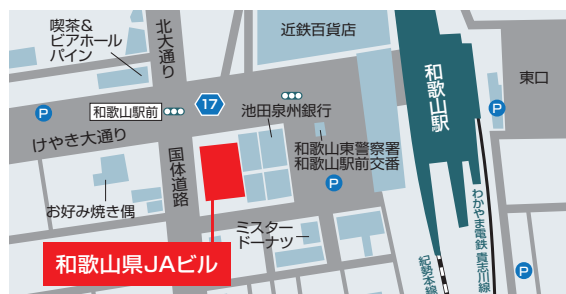 喫茶&
ビアホール
パイン
北大通り
近鉄百貨店
和歌山駅
東口
P
和歌山駅前
17
池田泉州銀行
P
けやき大通り
国体道路
和歌山東警察署
和歌山駅前交番
P
お好み焼き偶
ミスター
ドーナツ
わかやま電鉄 貴志川線
紀勢本線
和歌山県JAビル
P